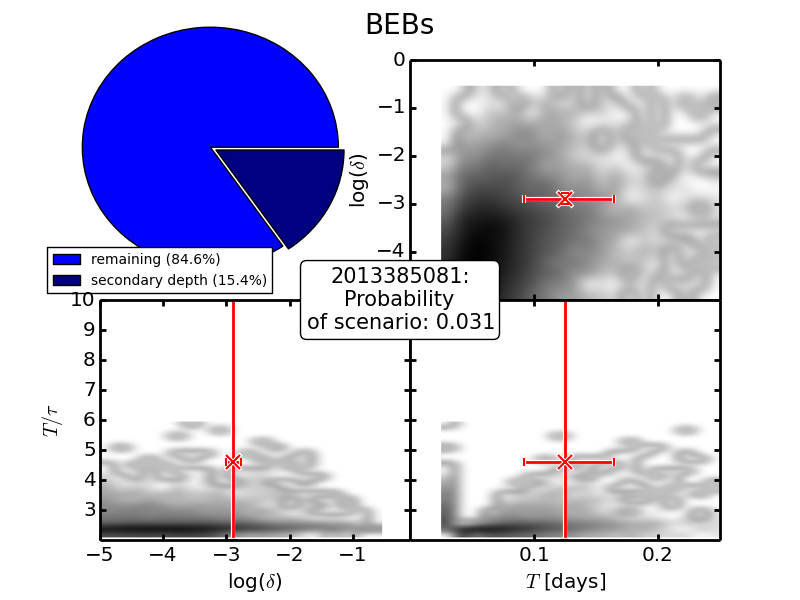 BEBs
remaining (84.6%)
secondary depth (15.4%)
0
−1
−2
−3
−4
log(δ)
2013385081:
Probability
of scenario: 0.031
10
9
8
7
6
5
4
3
T/τ
−5 −4 −3 −2 −1
log(δ)
0.1 0.2
T [days]